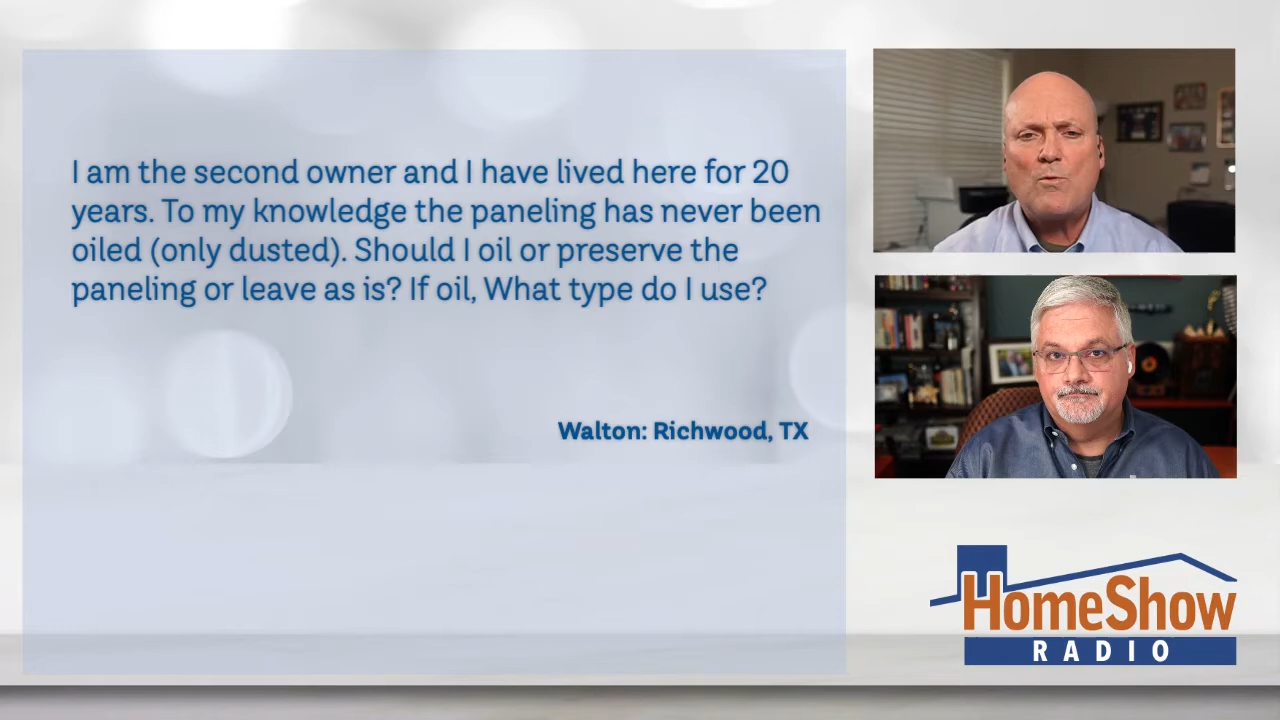 I am the second owner and I have lived here for 20
years. To my knowledge the paneling has never been
oiled (only dusted). Should I oil or preserve the
paneling or leave as is? If oil, What type do I use?
Walton: Richwood, TX
HomeShow
RADIO